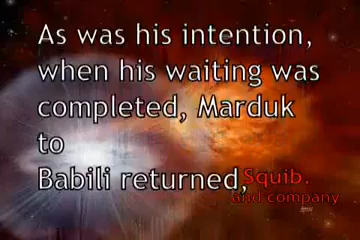 As was his intention,
when his waiting was
completed, Marduk
to
Babili returned,
Squib.
and company